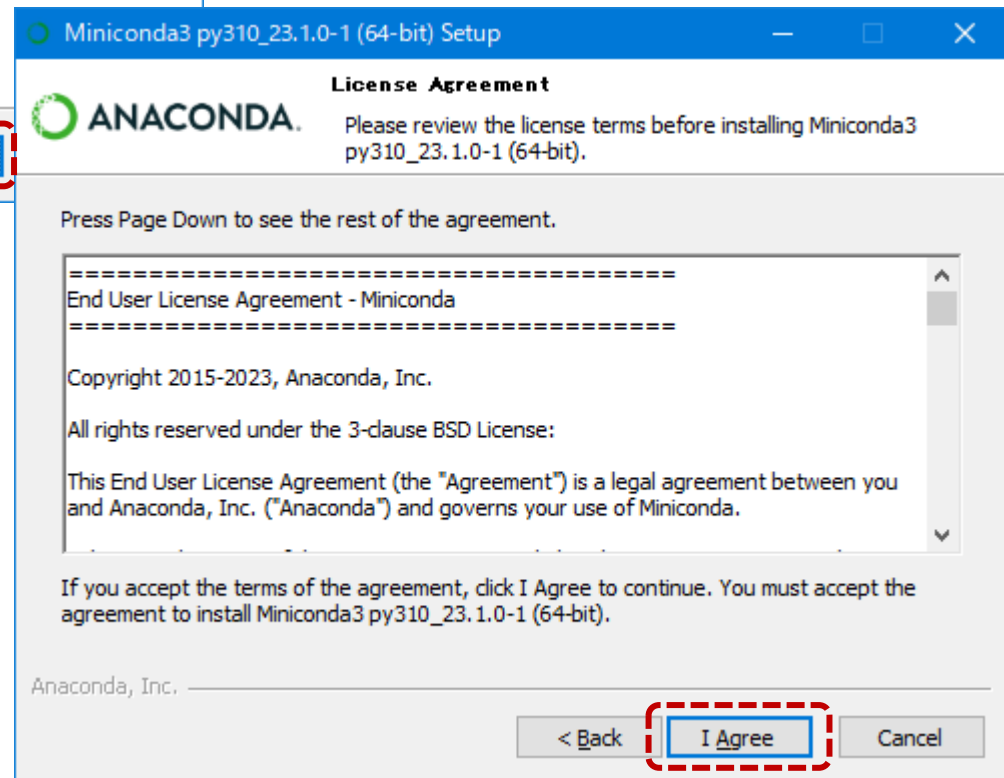 Miniconda3 py310_23.1.0-1 (64-bit) Setup
ANACONDA.
License Agreement
Please review the license terms before installing Miniconda3
py310_23.1.0-1 (64-bit).
Press Page Down to see the rest of the agreement.
======================================
End User License Agreement - Miniconda
======================================
Copyright 2015-2023, Anaconda, Inc.
All rights reserved under the 3-clause BSD License:
This End User License Agreement (the "Agreement") is a legal agreement between you
and Anaconda, Inc. ("Anaconda") and governs your use of Miniconda.
If you accept the terms of the agreement, click I Agree to continue. You must accept the
agreement to install Miniconda3 py310_23.1.0-1 (64-bit).
Anaconda, Inc.
< Back
I Agree
Cancel